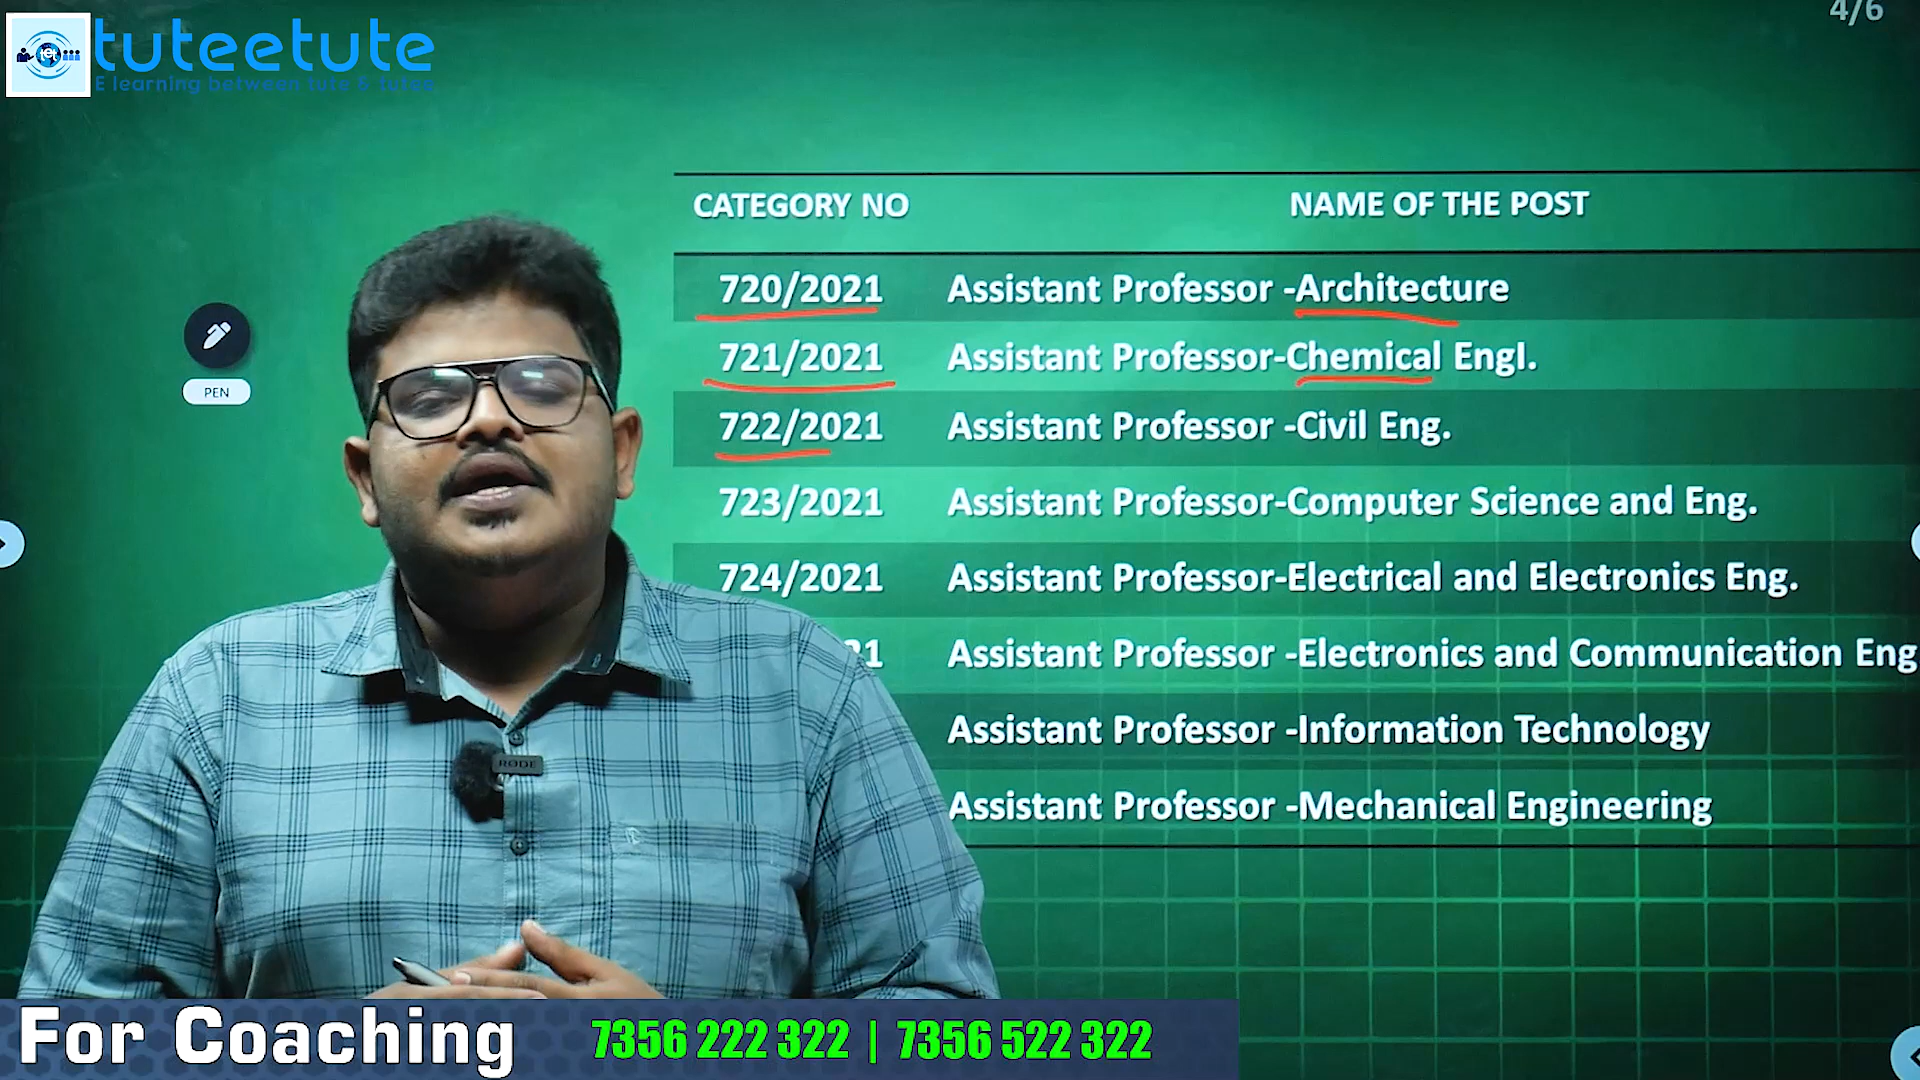 4/6
tuteetute
E learning between tute & tutee
tet
CATEGORY NO NAME OF THE POST
720/2021 Assistant Professor -Architecture
721/2021 Assistant Professor-Chemical Engl.
722/2021 Assistant Professor -Civil Eng.
PEN
723/2021 Assistant Professor-Computer Science and Eng.
724/2021 Assistant Professor-Electrical and Electronics Eng.
21 Assistant Professor -Electronics and Communication Eng
Assistant Professor -Information Technology
RODE
Assistant Professor -Mechanical Engineering
For Coaching 7356 222 322 | 7356 522 322